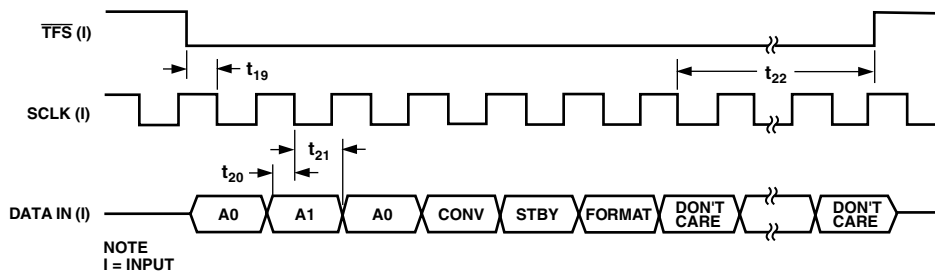 TFS (I)
t19
t22
SCLK (I)
t21
t20
DATA IN (I)
A0 A1 A0 CONV STBY FORMAT DON'T CARE DON'T CARE
NOTE
I = INPUT